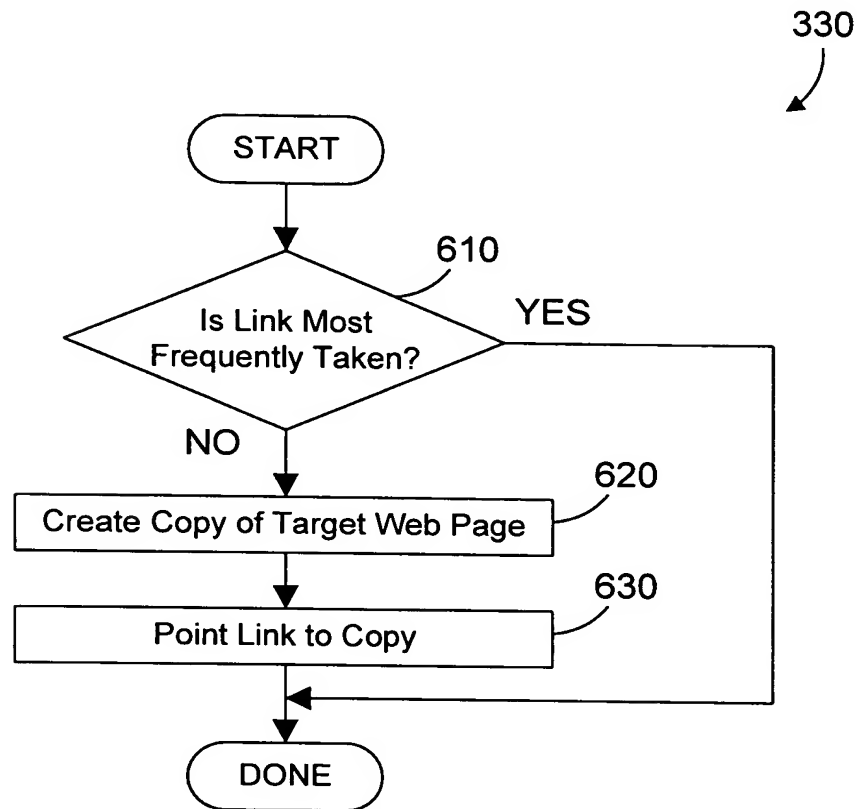 330
START
610
Is Link Most
Frequently Taken?
YES
NO
620
Create Copy of Target Web Page
630
Point Link to Copy
DONE